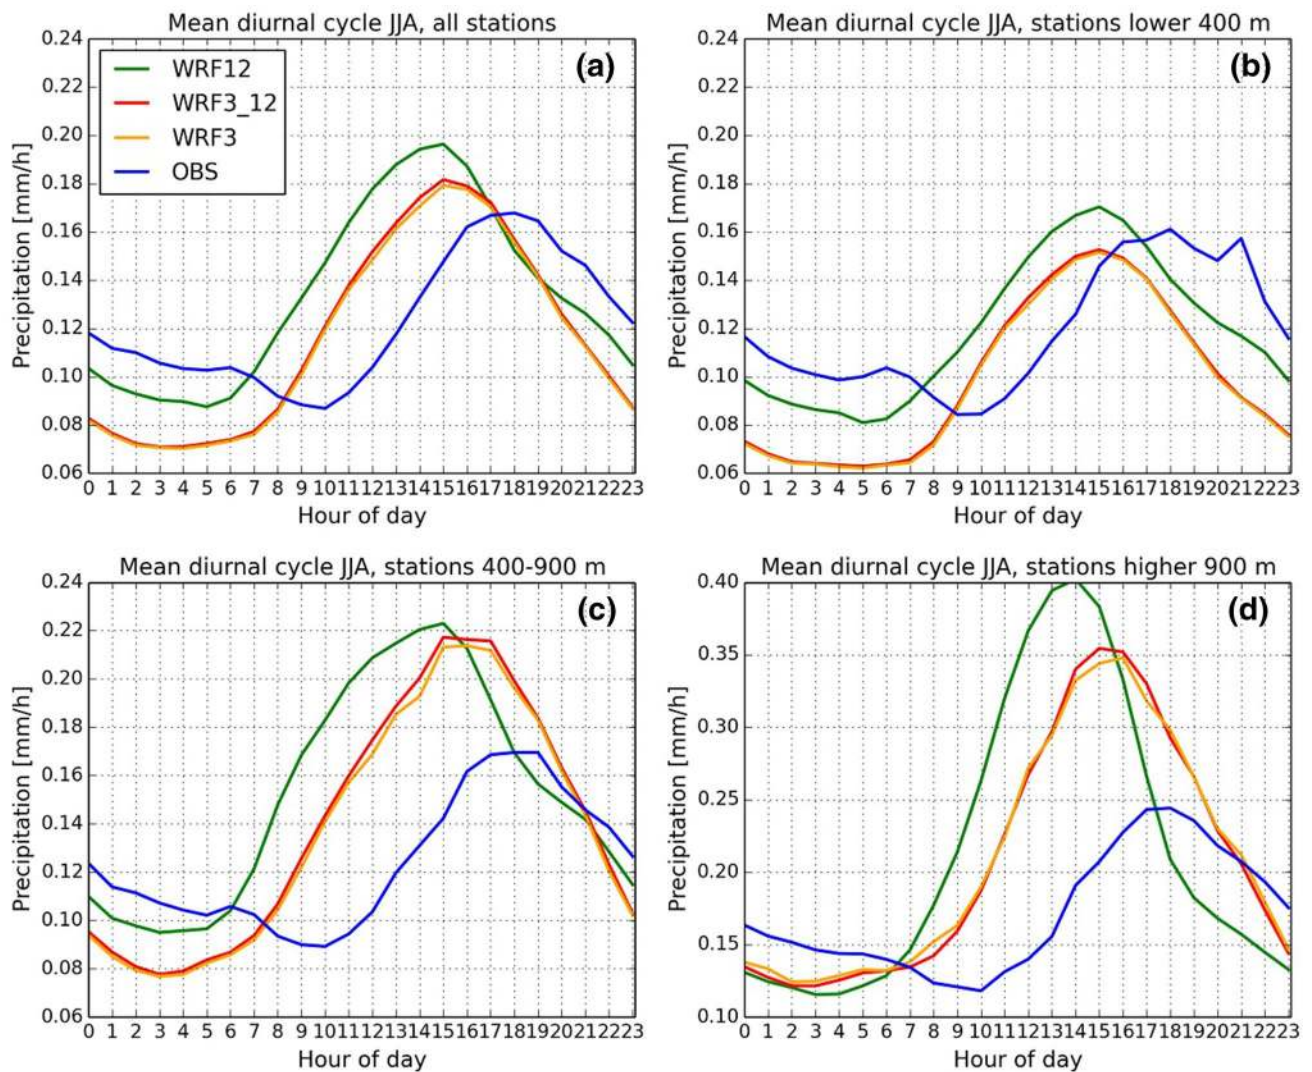 Mean diurnal cycle JJA, all stations
(a)
WRF12
WRF3_12
WRF3
OBS
Precipitation [mm/h]
0.24
0.22
0.20
0.18
0.16
0.14
0.12
0.10
0.08
0.06
0 1 2 3 4 5 6 7 8 9 10 11 12 13 14 15 16 17 18 19 20 21 22 23
Hour of day
Mean diurnal cycle JJA, stations lower 400 m
(b)
Precipitation [mm/h]
0.24
0.22
0.20
0.18
0.16
0.14
0.12
0.10
0.08
0.06
0 1 2 3 4 5 6 7 8 9 10 11 12 13 14 15 16 17 18 19 20 21 22 23
Hour of day
Mean diurnal cycle JJA, stations 400-900 m
(c)
Precipitation [mm/h]
0.24
0.22
0.20
0.18
0.16
0.14
0.12
0.10
0.08
0.06
0 1 2 3 4 5 6 7 8 9 10 11 12 13 14 15 16 17 18 19 20 21 22 23
Hour of day
Mean diurnal cycle JJA, stations higher 900 m
(d)
Precipitation [mm/h]
0.40
0.35
0.30
0.25
0.20
0.15
0.10
0 1 2 3 4 5 6 7 8 9 10 11 12 13 14 15 16 17 18 19 20 21 22 23
Hour of day